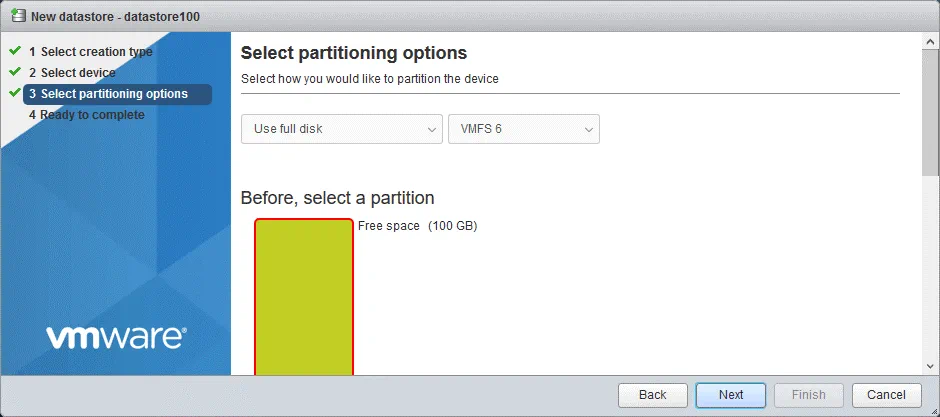 New datastore - datastore100
1 Select creation type
2 Select device
3 Select partitioning options
4 Ready to complete
Select partitioning options
Select how you would like to partition the device
Use full disk
VMFS 6
Before, select a partition
Free space (100 GB)
vmware®
Back
Next
Finish
Cancel